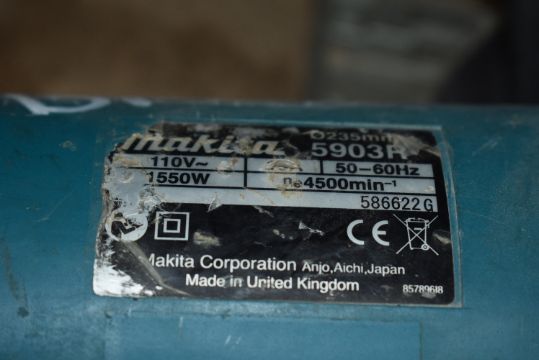 makita
Ø235mm
5903R
110V~ 50-60Hz
1550W n₀4500min⁻¹
586622G
CE
Makita Corporation Anjo,Aichi,Japan
Made in United Kingdom
85789618